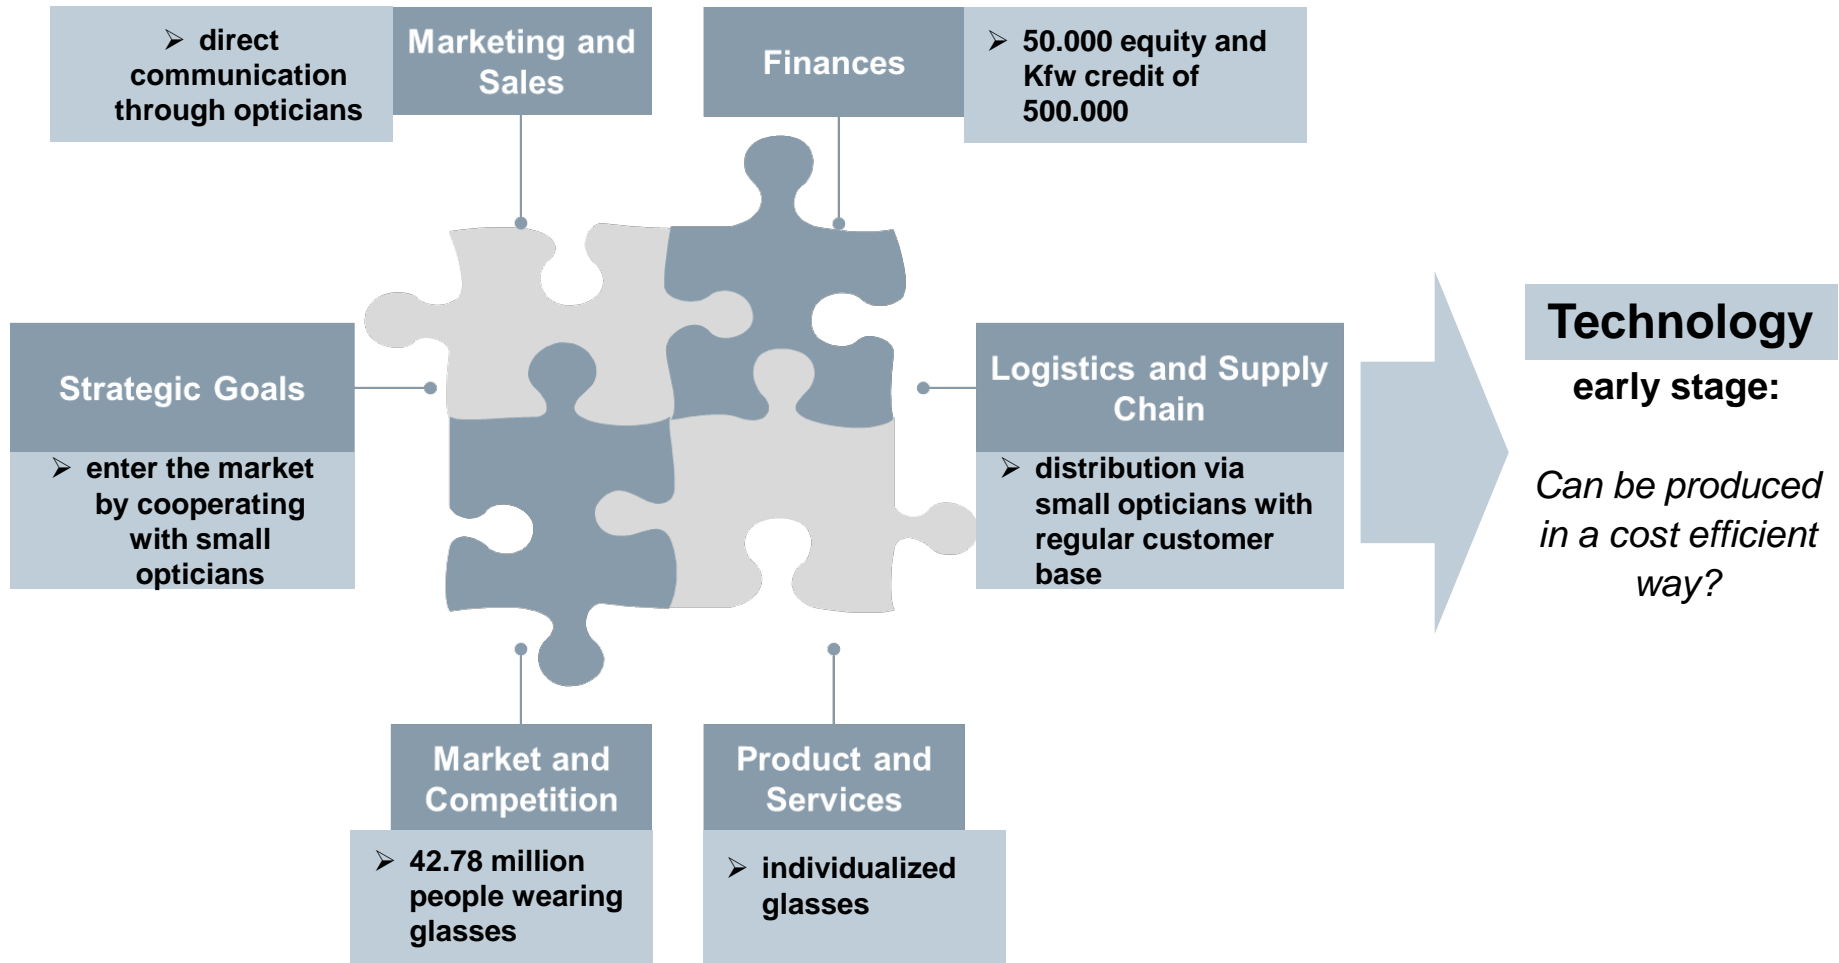 ➢ direct
communication
through opticians
Marketing and
Sales
Finances
➢ 50.000 equity and
Kfw credit of
500.000
Strategic Goals
➢ enter the market
by cooperating
with small
opticians
Logistics and Supply
Chain
➢ distribution via
small opticians with
regular customer
base
Technology
early stage:
Can be produced
in a cost efficient
way?
Market and
Competition
➢ 42.78 million
people wearing
glasses
Product and
Services
➢ individualized
glasses